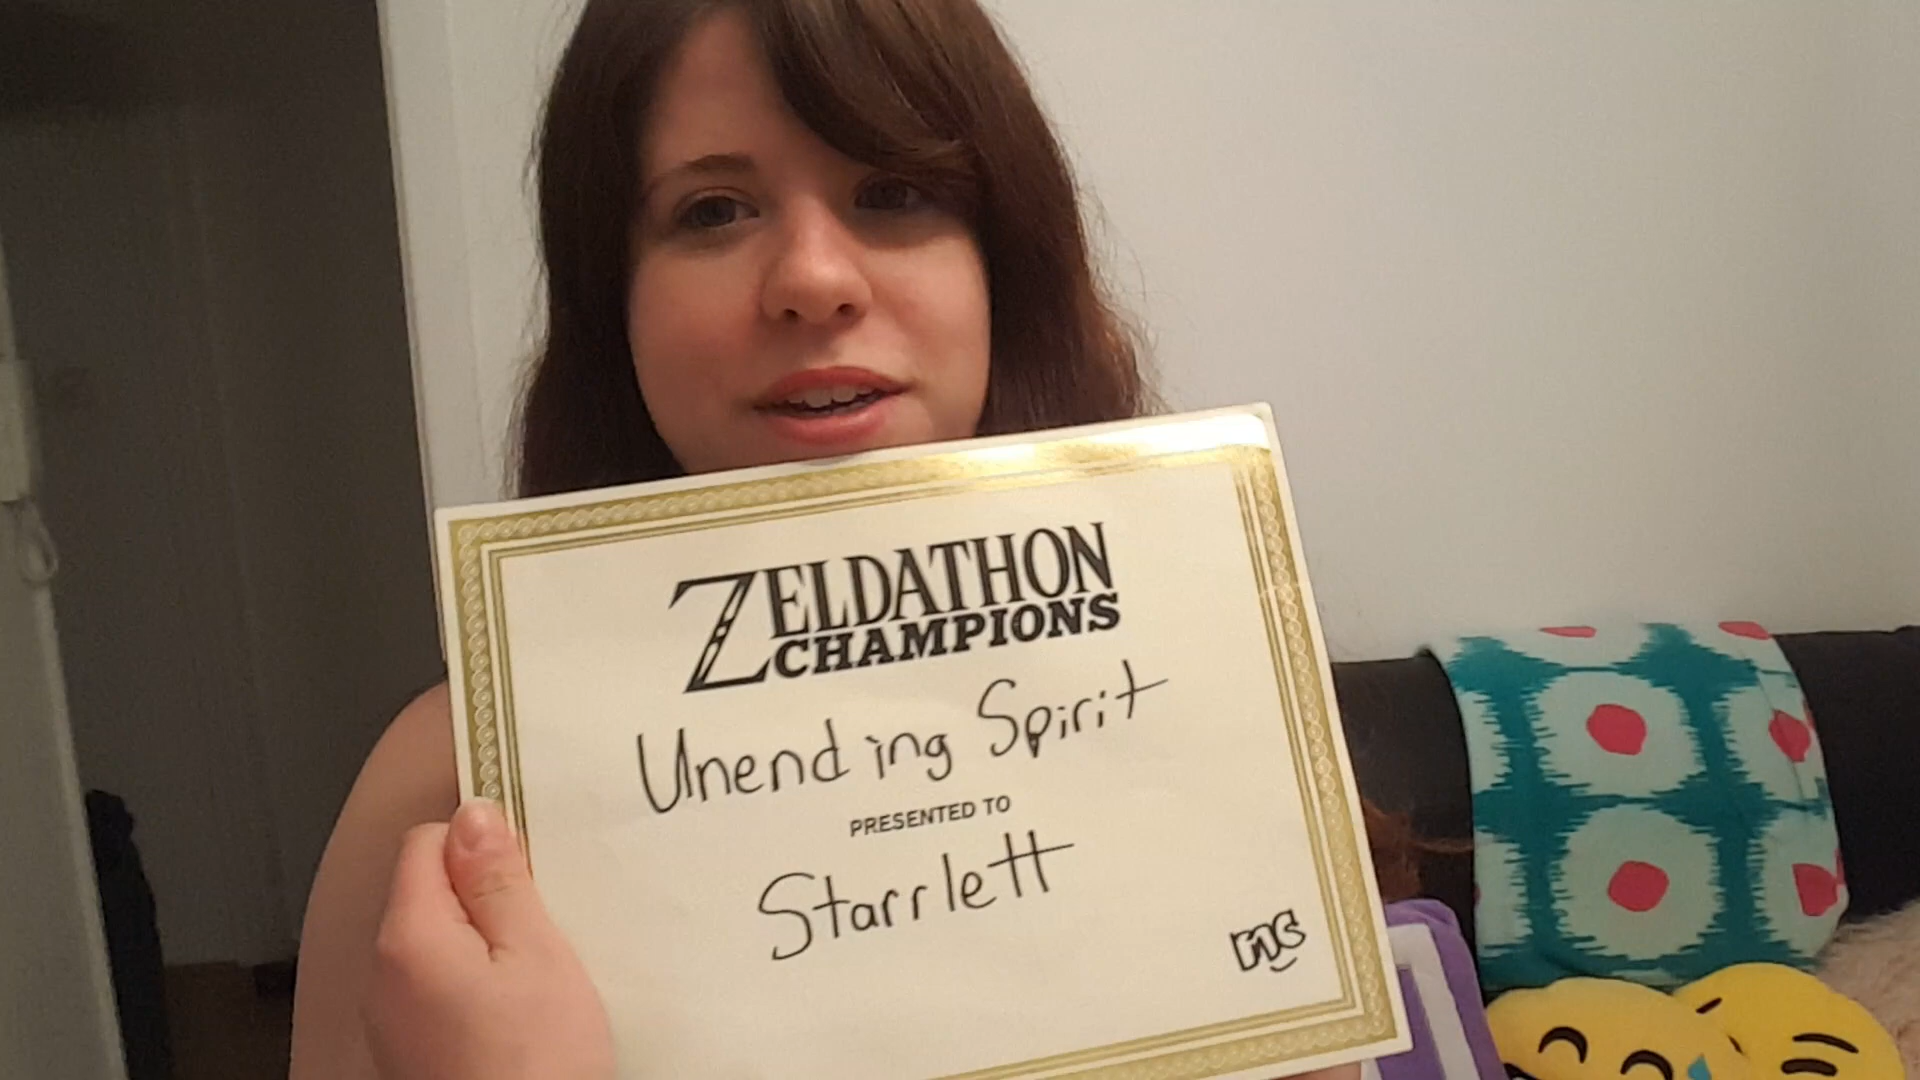 ZELDATHON
CHAMPIONS
Unending Spirit
PRESENTED TO
Starrlett